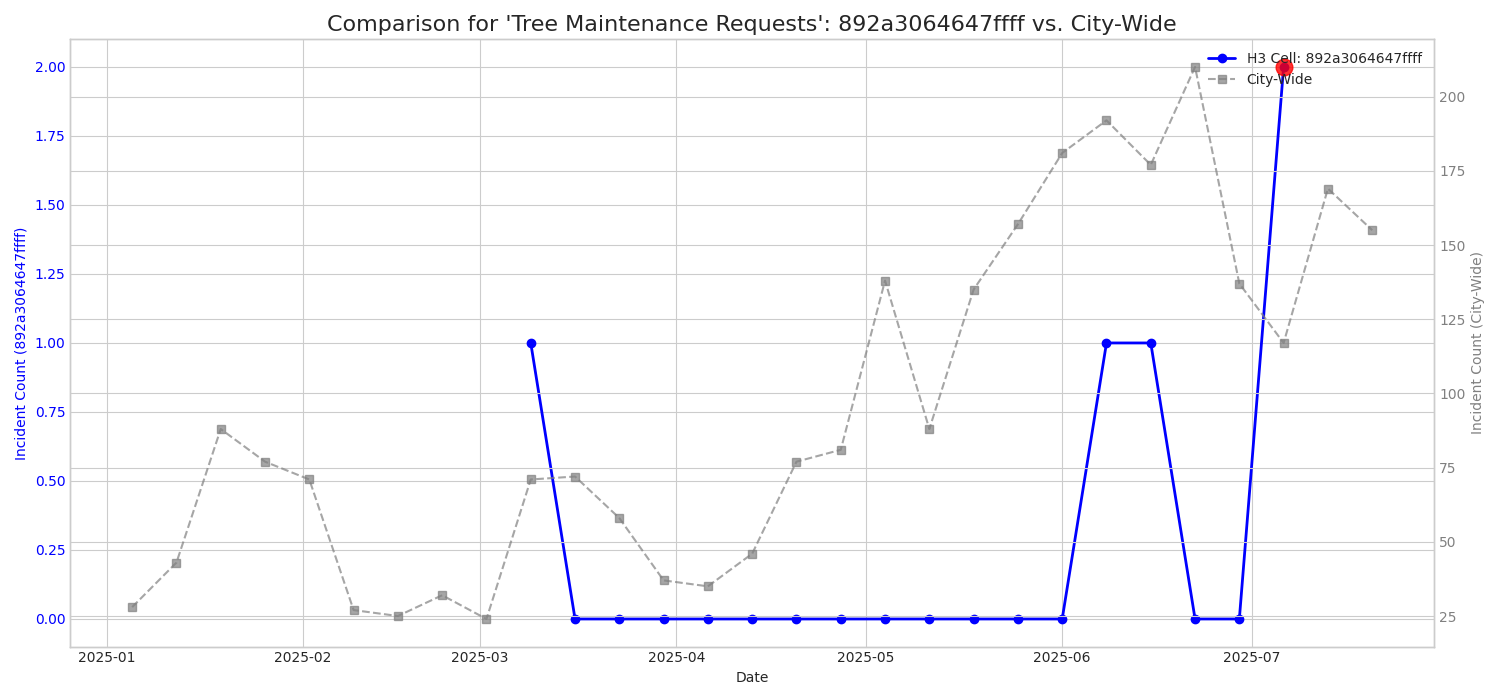 Comparison for 'Tree Maintenance Requests': 892a3064647ffff vs. City-Wide
H3 Cell: 892a3064647ffff
City-Wide
Incident Count (892a3064647ffff)
2.00
1.75
1.50
1.25
1.00
0.75
0.50
0.25
0.00
200
175
150
125
100
75
50
25
Incident Count (City-Wide)
2025-01 2025-02 2025-03 2025-04 2025-05 2025-06 2025-07
Date